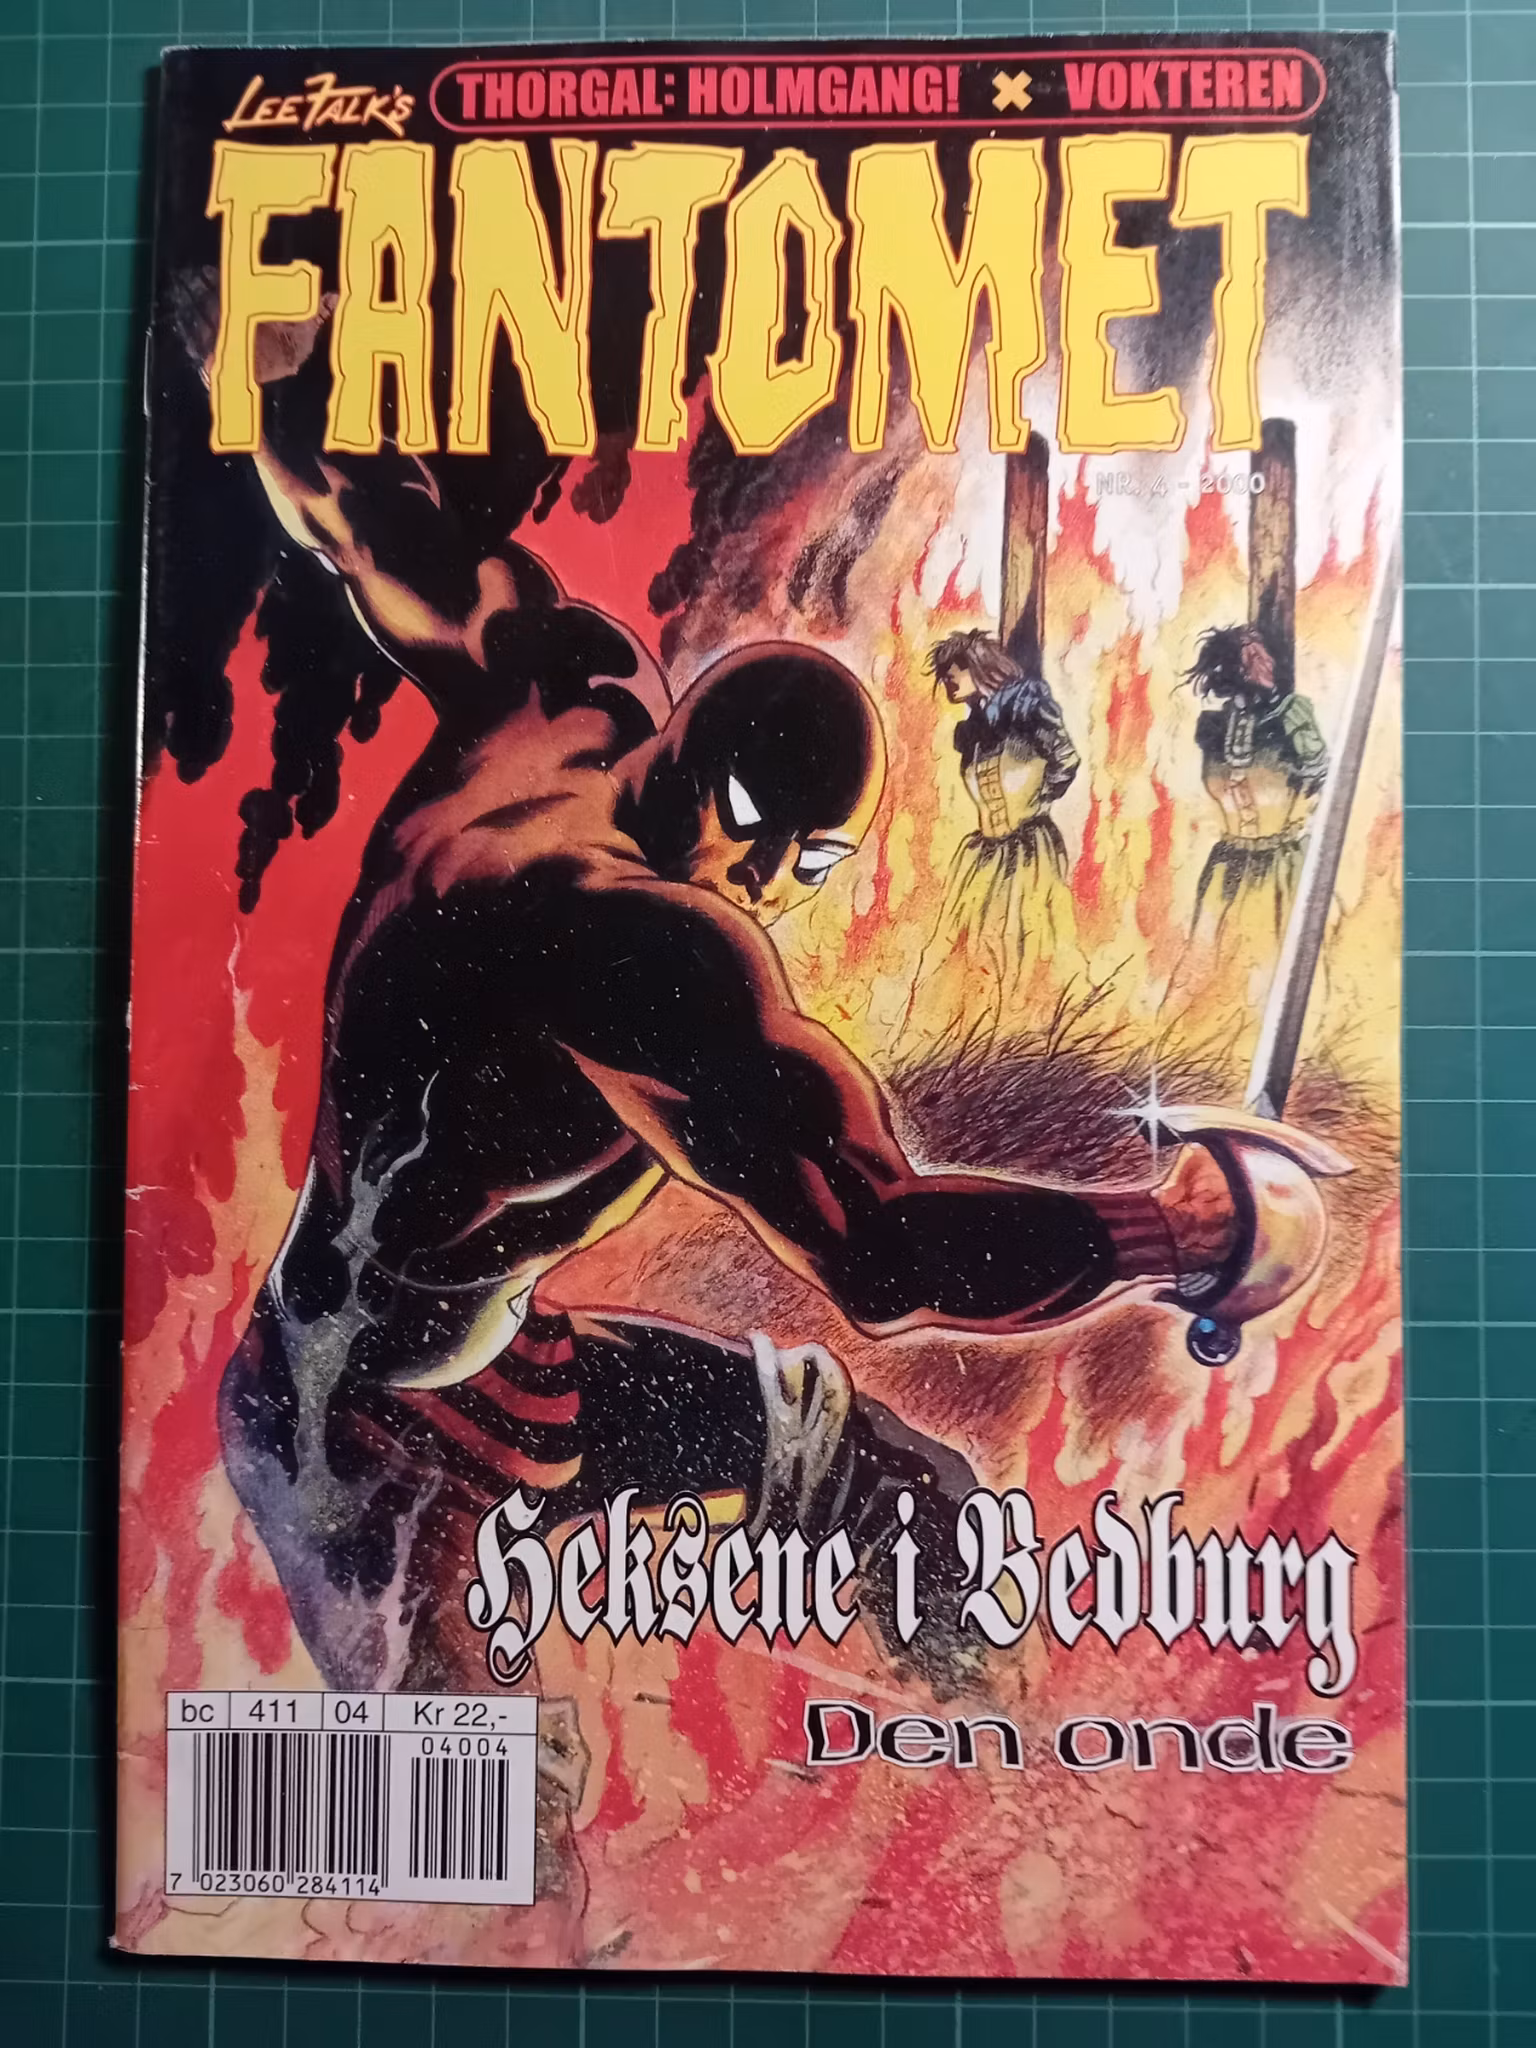 LEE FALK'S
THORGAL: HOLMGANG! × VOKTEREN
FANTOMET
NR. 4 - 2000
Heksene i Bedburg
Den onde
bc 411 04 Kr 22,-
04004
7 023060 284114